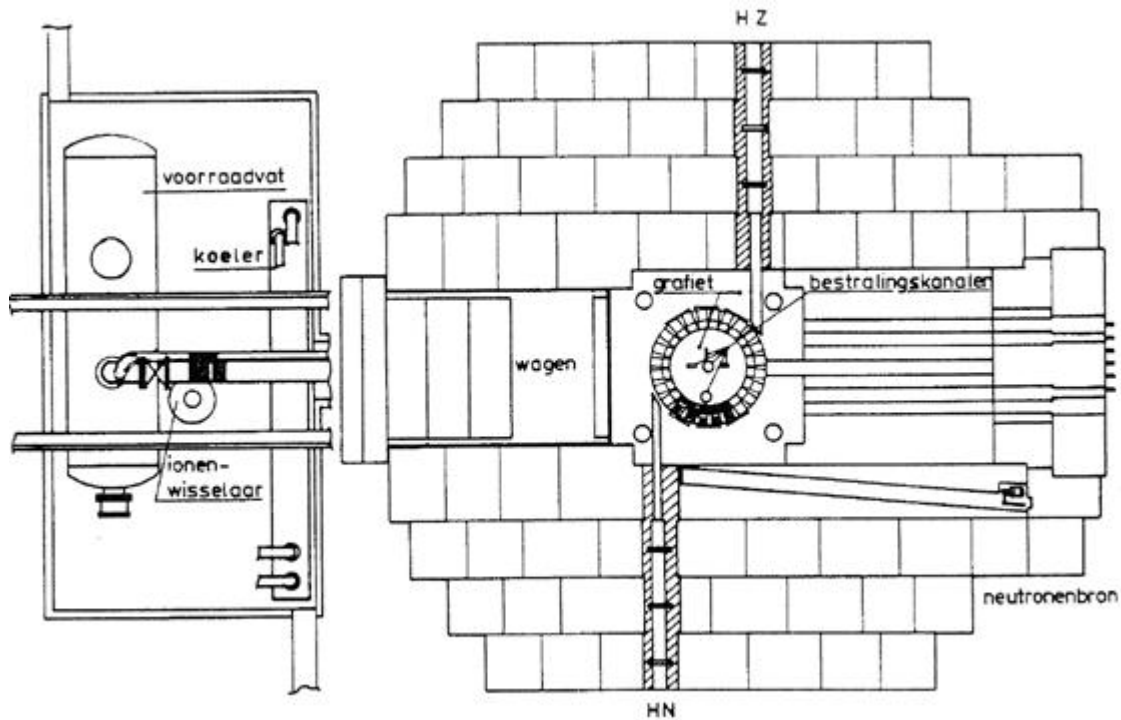 H Z
voorraadvat
koeler
grafiet
bestralingskanalen
wagen
ionen-
wisselaar
neutronenbron
HN